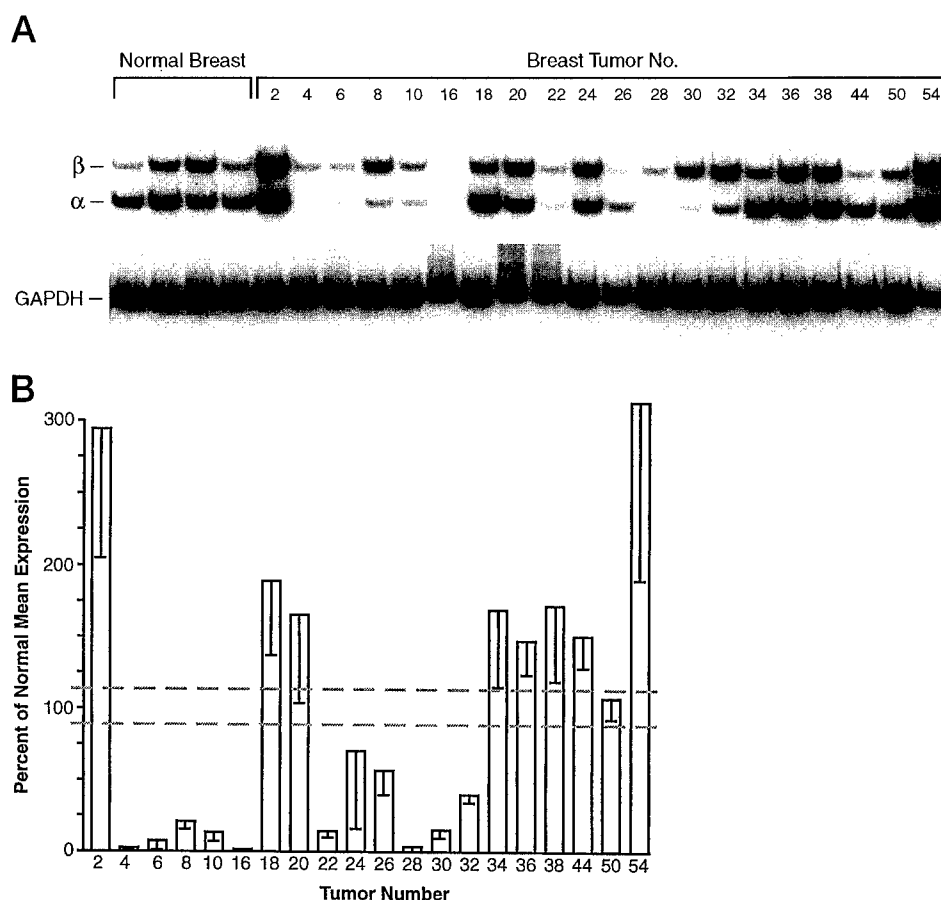 A
Normal Breast
Breast Tumor No.
2 4 6 8 10 16 18 20 22 24 26 28 30 32 34 36 38 44 50 54
β –
α –
GAPDH –
B
Percent of Normal Mean Expression
300
200
100
0
2 4 6 8 10 16 18 20 22 24 26 28 30 32 34 36 38 44 50 54
Tumor Number